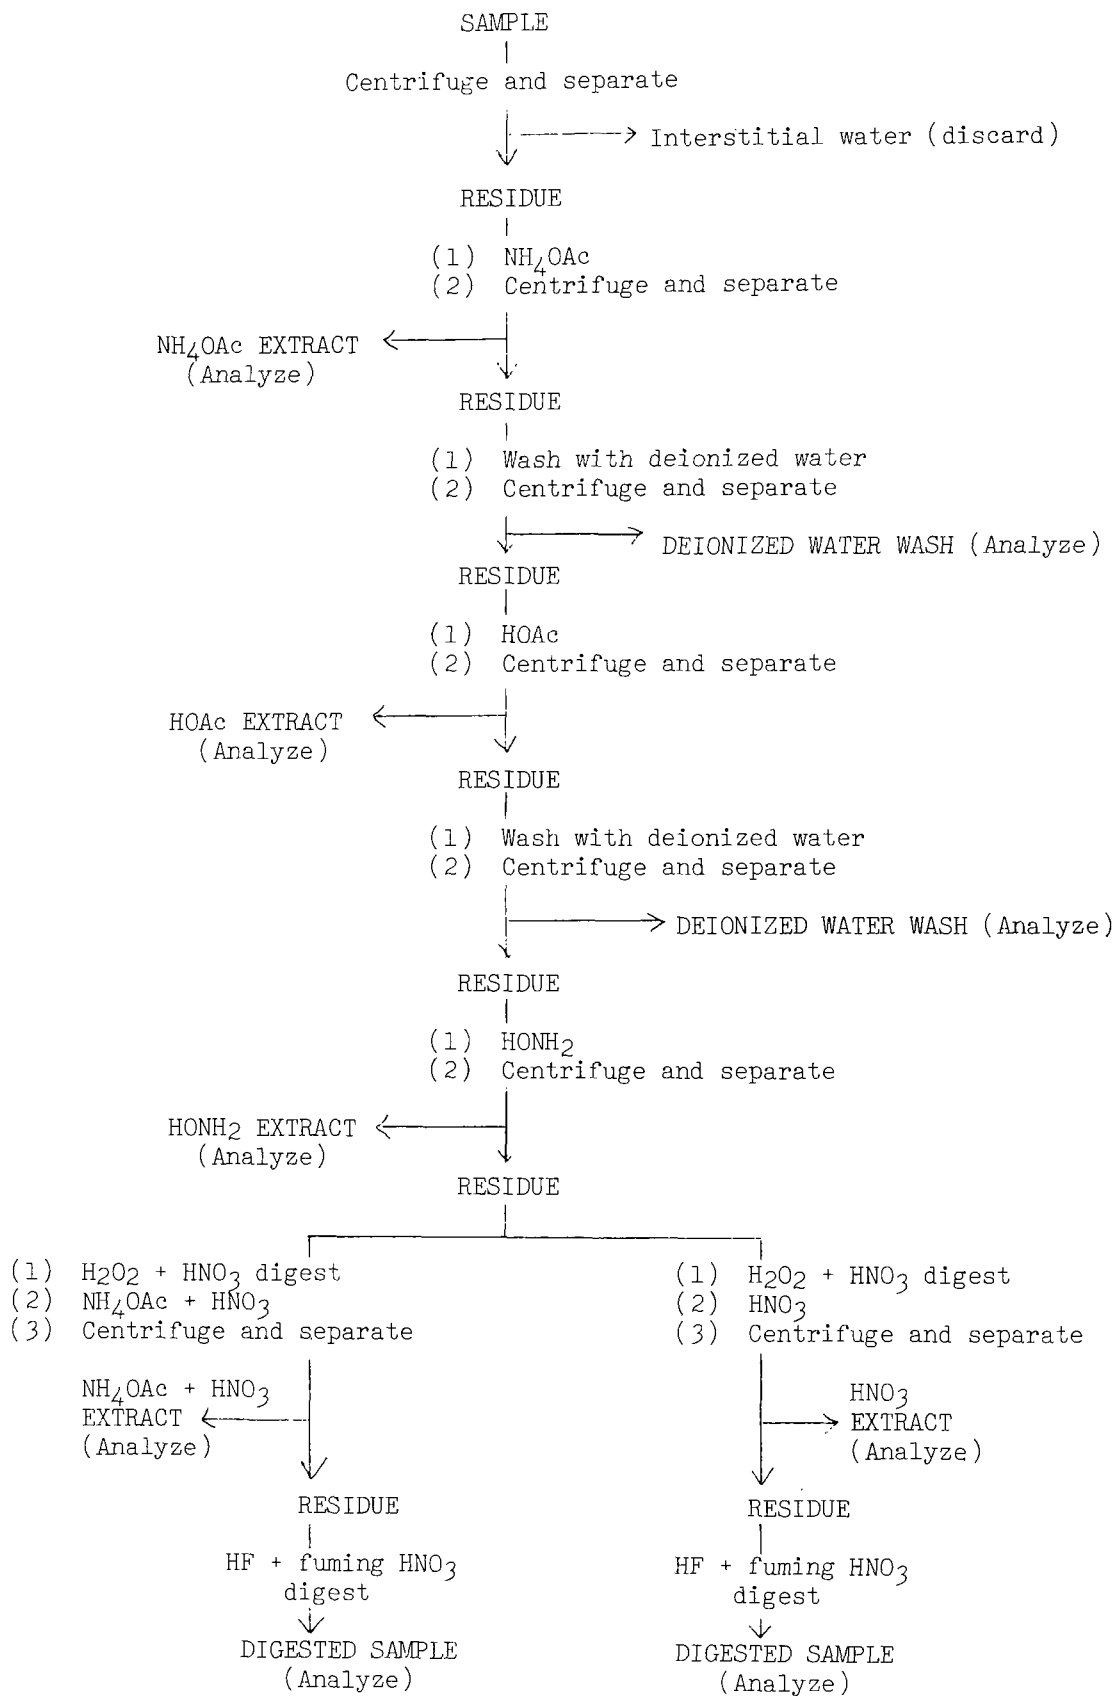 SAMPLE
Centrifuge and separate
Interstitial water (discard)
RESIDUE
(1) NH4OAc
(2) Centrifuge and separate
NH4OAc EXTRACT
(Analyze)
RESIDUE
(1) Wash with deionized water
(2) Centrifuge and separate
DEIONIZED WATER WASH (Analyze)
RESIDUE
(1) HOAc
(2) Centrifuge and separate
HOAc EXTRACT
(Analyze)
RESIDUE
(1) Wash with deionized water
(2) Centrifuge and separate
DEIONIZED WATER WASH (Analyze)
RESIDUE
(1) HONH2
(2) Centrifuge and separate
HONH2 EXTRACT
(Analyze)
RESIDUE
(1) H2O2 + HNO3 digest
(2) NH4OAc + HNO3
(3) Centrifuge and separate
NH4OAc + HNO3
EXTRACT
(Analyze)
RESIDUE
HF + fuming HNO3
digest
DIGESTED SAMPLE
(Analyze)
(1) H2O2 + HNO3 digest
(2) HNO3
(3) Centrifuge and separate
HNO3
EXTRACT
(Analyze)
RESIDUE
HF + fuming HNO3
digest
DIGESTED SAMPLE
(Analyze)